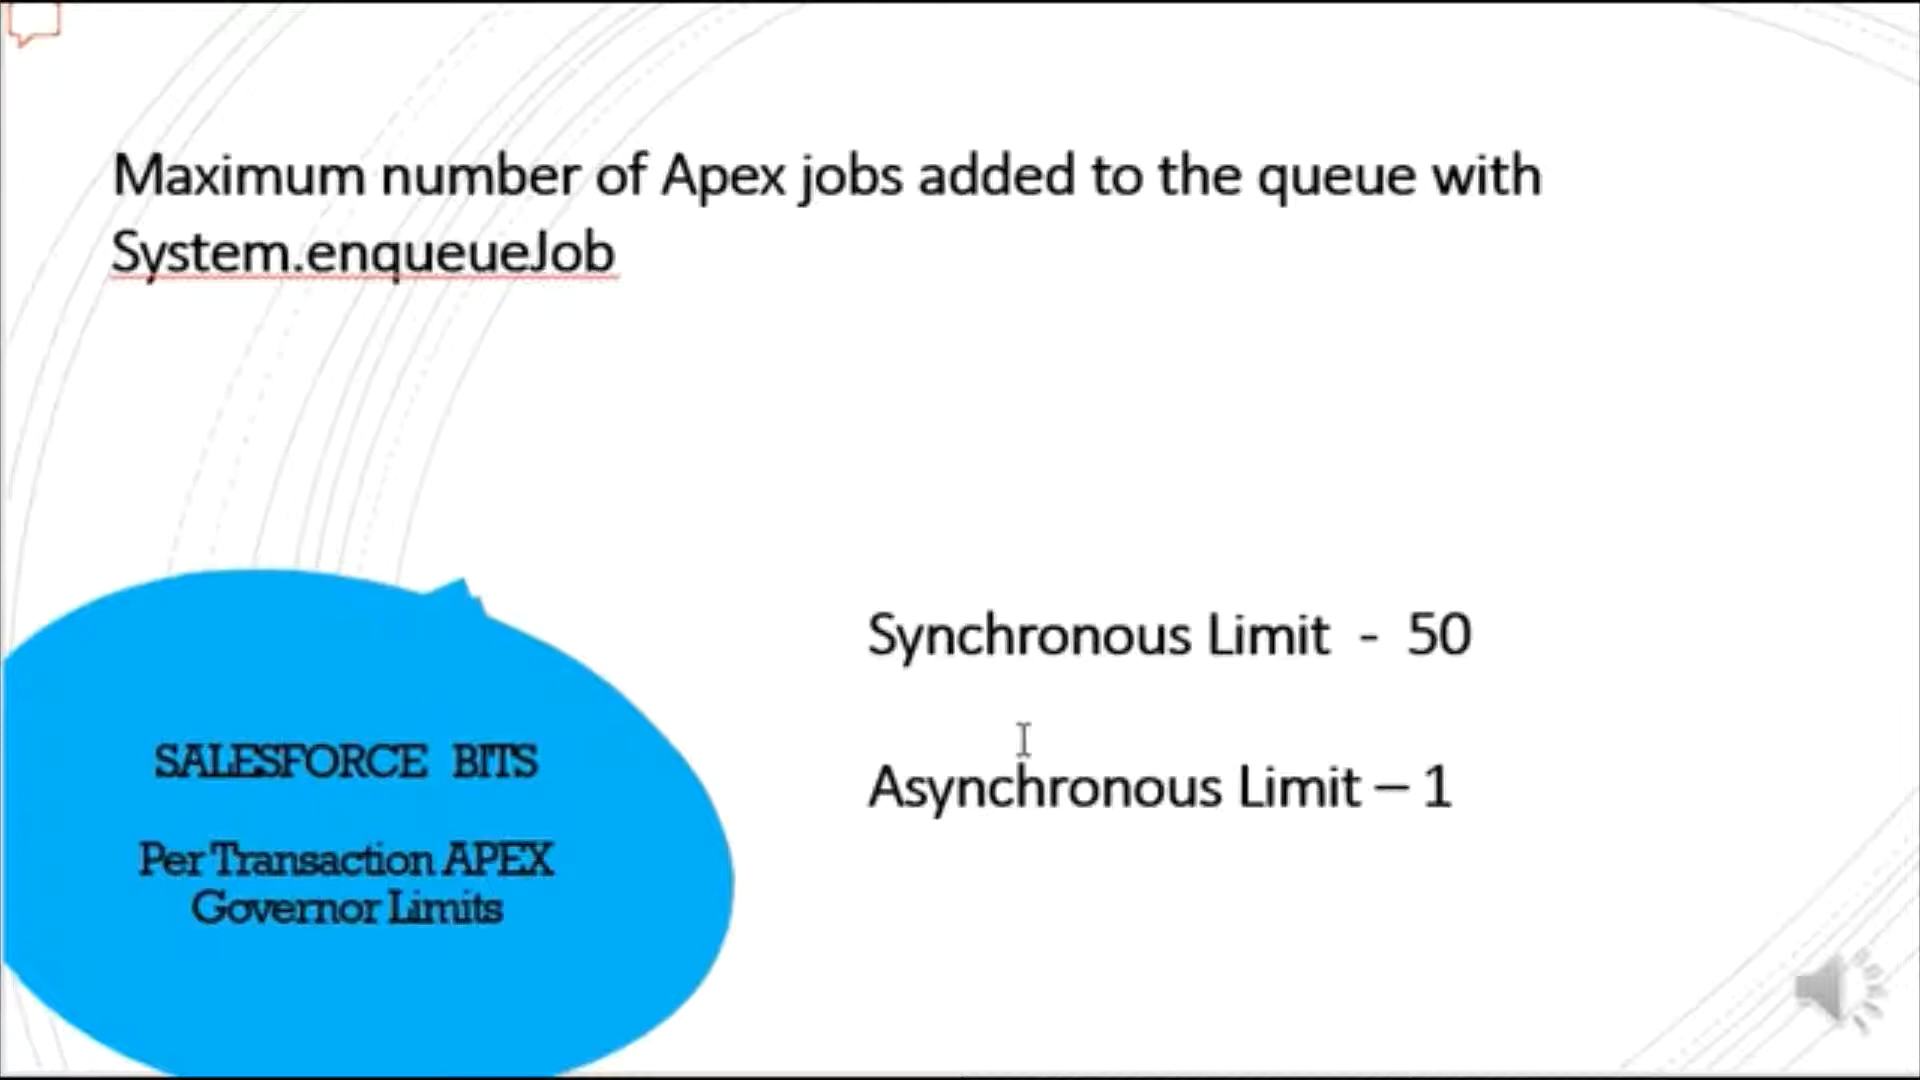 Maximum number of Apex jobs added to the queue with
System.enqueueJob
Synchronous Limit - 50
Asynchronous Limit – 1
SALESFORCE BITS
Per Transaction APEX
Governor Limits